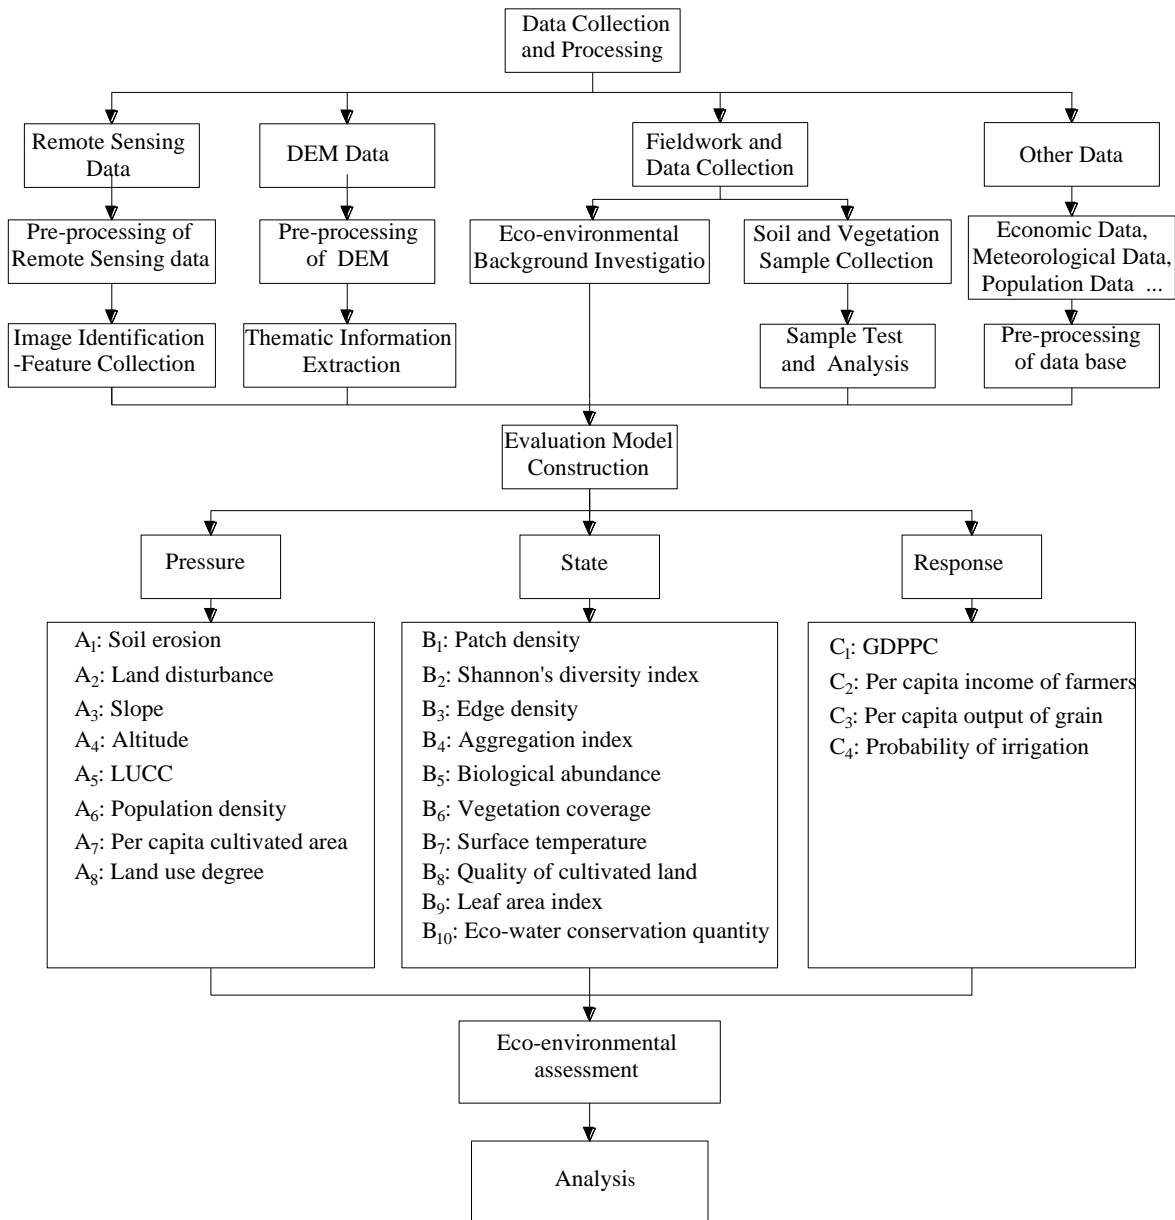 Data Collection
and Processing
Remote Sensing
Data
DEM Data
Fieldwork and
Data Collection
Other Data
Pre-processing of
Remote Sensing data
Pre-processing
of DEM
Eco-environmental
Background Investigatio
Soil and Vegetation
Sample Collection
Economic Data,
Meteorological Data,
Population Data ...
Image Identification
-Feature Collection
Thematic Information
Extraction
Sample Test
and Analysis
Pre-processing
of data base
Evaluation Model
Construction
Pressure
State
Response
A₁: Soil erosion
A₂: Land disturbance
A₃: Slope
A₄: Altitude
A₅: LUCC
A₆: Population density
A₇: Per capita cultivated area
A₈: Land use degree
B₁: Patch density
B₂: Shannon's diversity index
B₃: Edge density
B₄: Aggregation index
B₅: Biological abundance
B₆: Vegetation coverage
B₇: Surface temperature
B₈: Quality of cultivated land
B₉: Leaf area index
B₁₀: Eco-water conservation quantity
C₁: GDPPC
C₂: Per capita income of farmers
C₃: Per capita output of grain
C₄: Probability of irrigation
Eco-environmental
assessment
Analysis